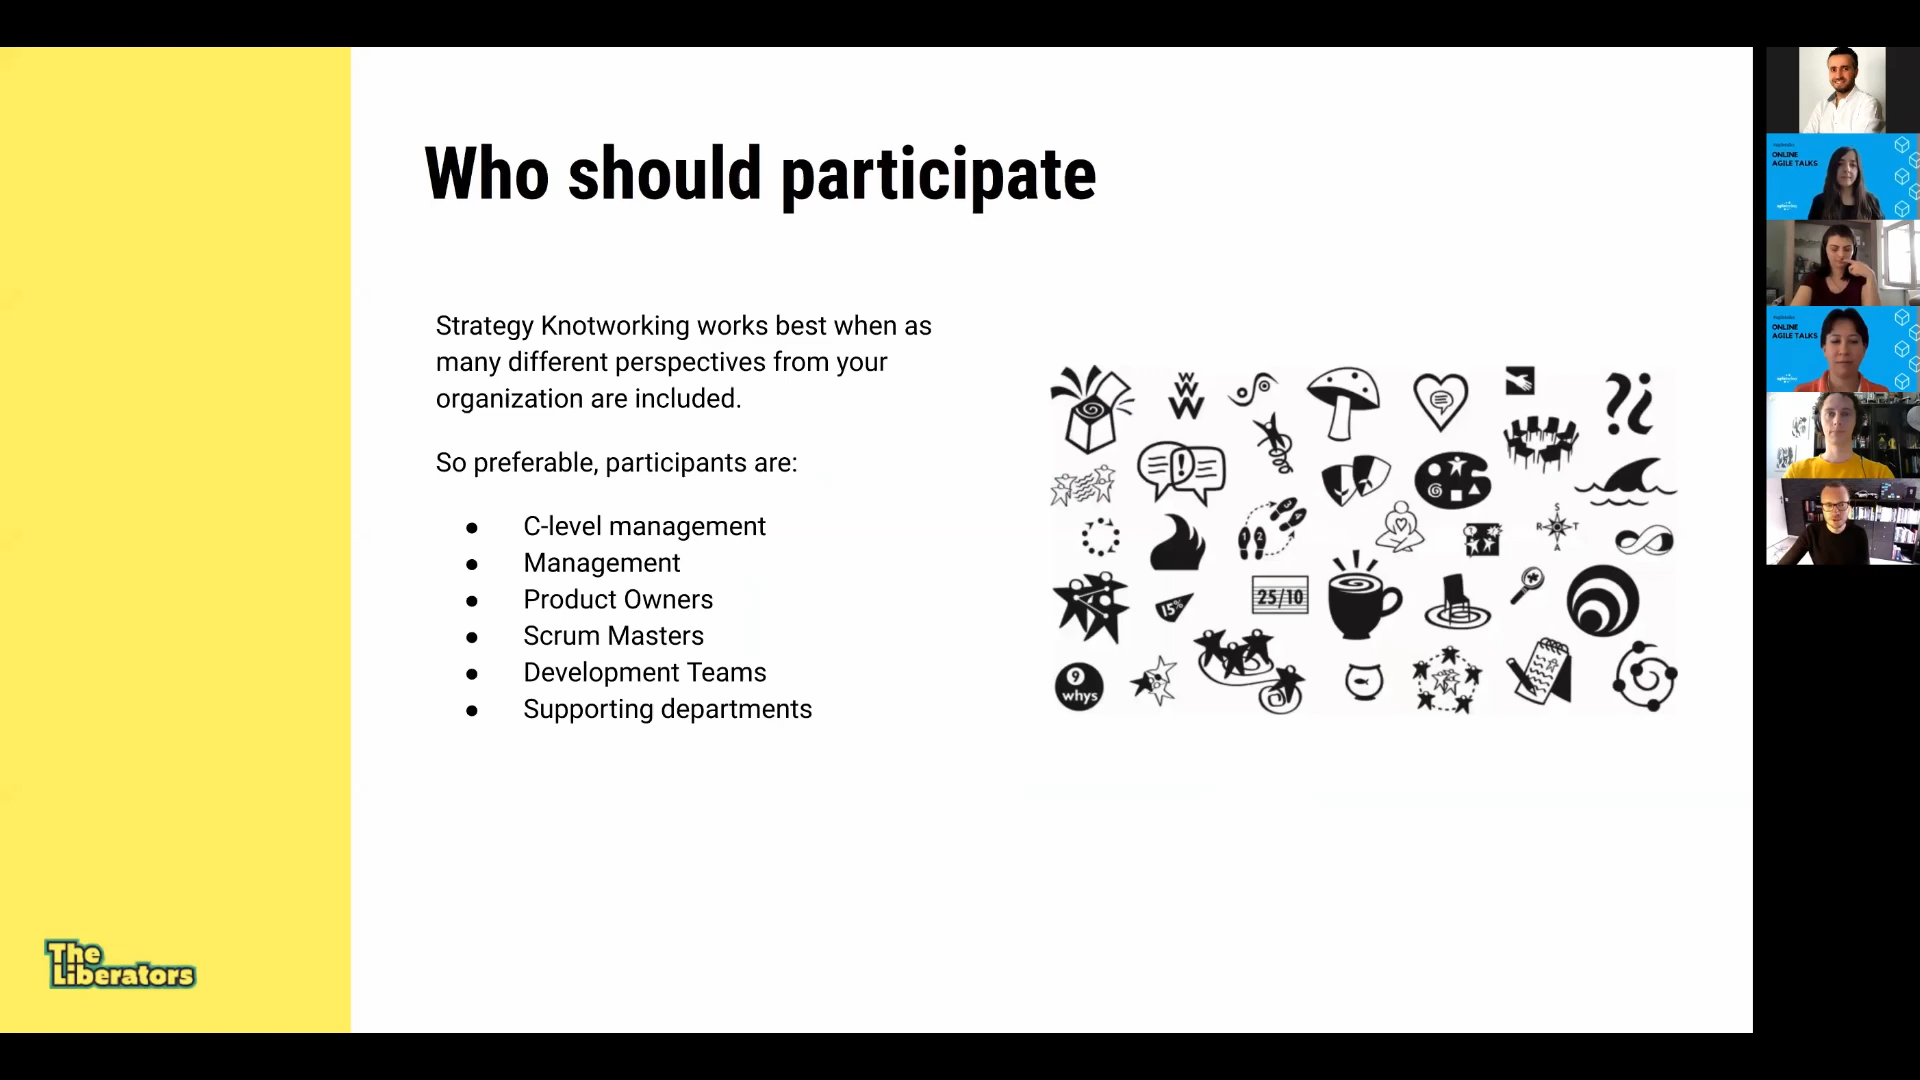 Who should participate
Strategy Knotworking works best when as
many different perspectives from your
organization are included.
So preferable, participants are:
● C-level management
● Management
● Product Owners
● Scrum Masters
● Development Teams
● Supporting departments
W
W
W
?¿
!
1 2
S
R T
A
15%
25/10
9
whys
The
Liberators
ONLINE
AGILE TALKS
ONLINE
AGILE TALKS